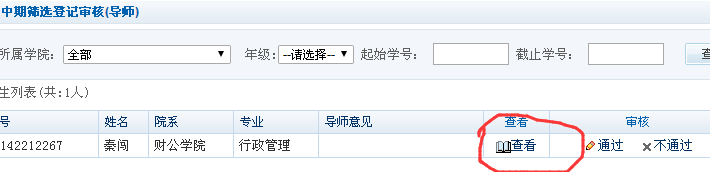 中期筛选登记审核(导师)
所属学院： 全部 年级： --请选择-- 起始学号： 截止学号：
生列表(共:1人)
号 姓名 院系 专业 导师意见 查看 审核
142212267 秦闯 财公学院 行政管理 查看 通过 不通过